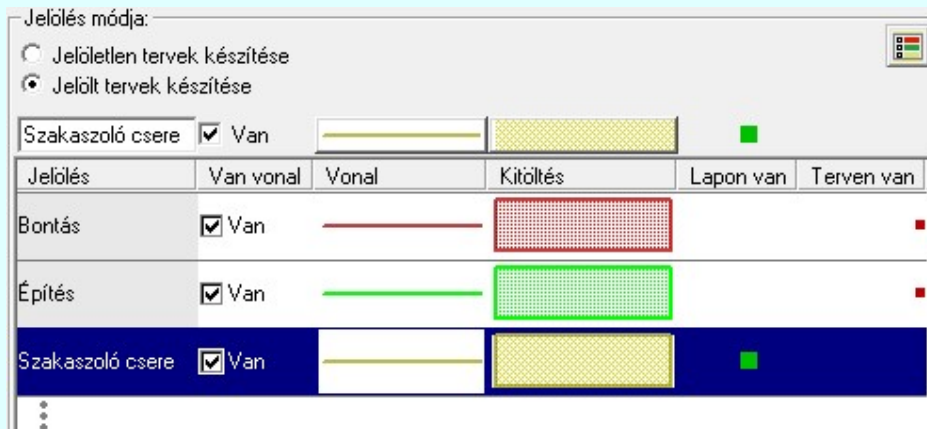 Jelölés módja:
Jelöletlen tervek készítése
Jelölt tervek készítése
Szakaszoló csere Van
Jelölés Van vonal Vonal Kitöltés Lapon van Terven van
Bontás Van
Építés Van
Szakaszoló csere Van